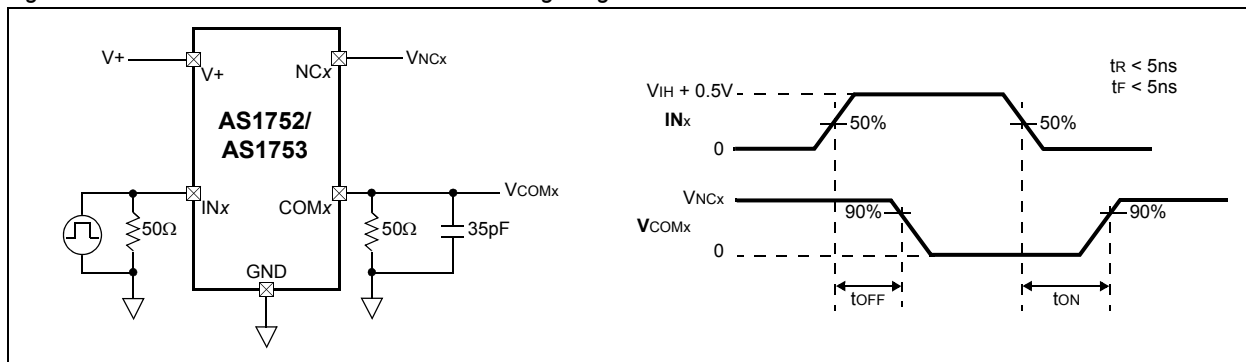 V+
V+
NCx
VNCx
AS1752/
AS1753
INx
COMx
VCOMx
50Ω
50Ω
35pF
GND
tR < 5ns
tF < 5ns
VIH + 0.5V
INx
50%
50%
0
VNCx
90%
90%
VCOMx
0
tOFF
tON